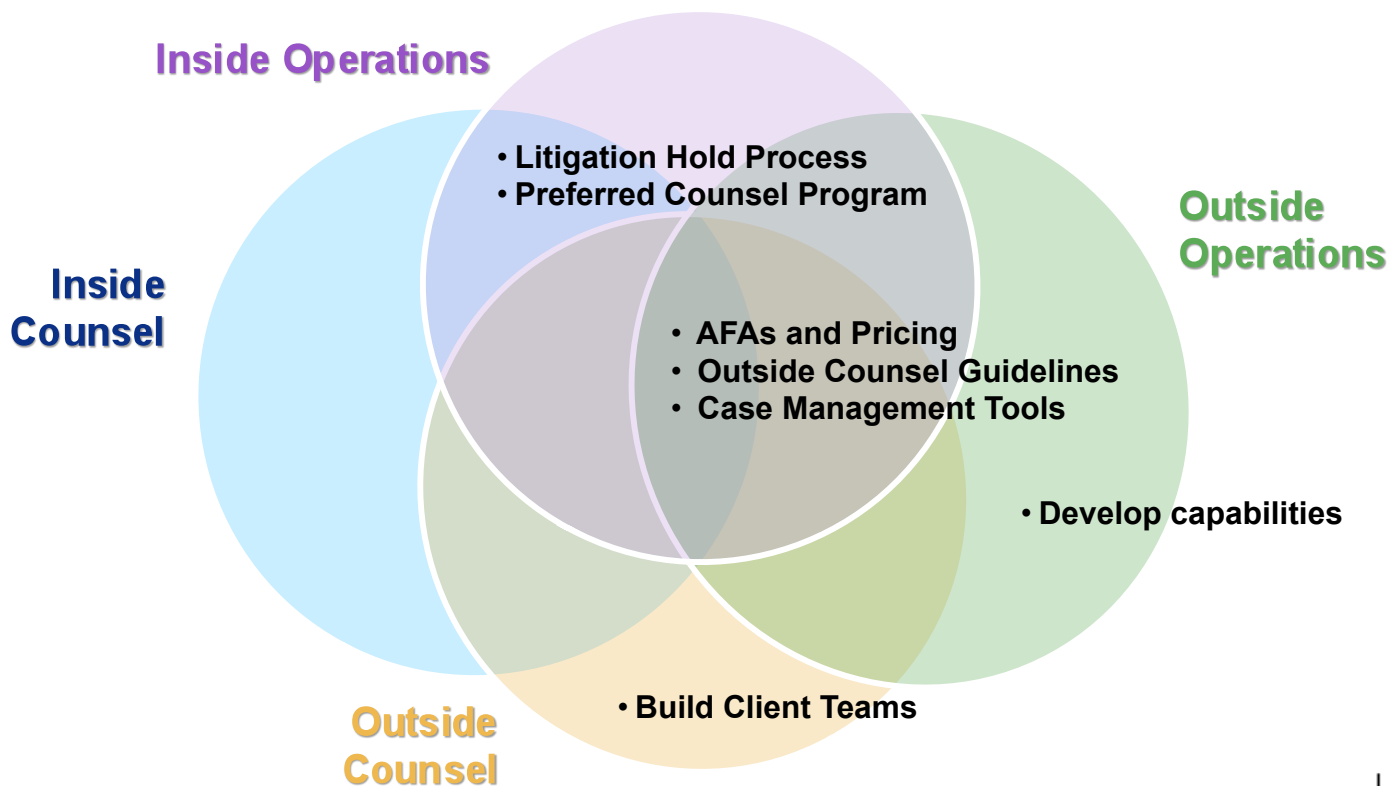 Inside Operations
• Litigation Hold Process
• Preferred Counsel Program
Outside
Operations
Inside
Counsel
• AFAs and Pricing
• Outside Counsel Guidelines
• Case Management Tools
• Develop capabilities
• Build Client Teams
Outside
Counsel